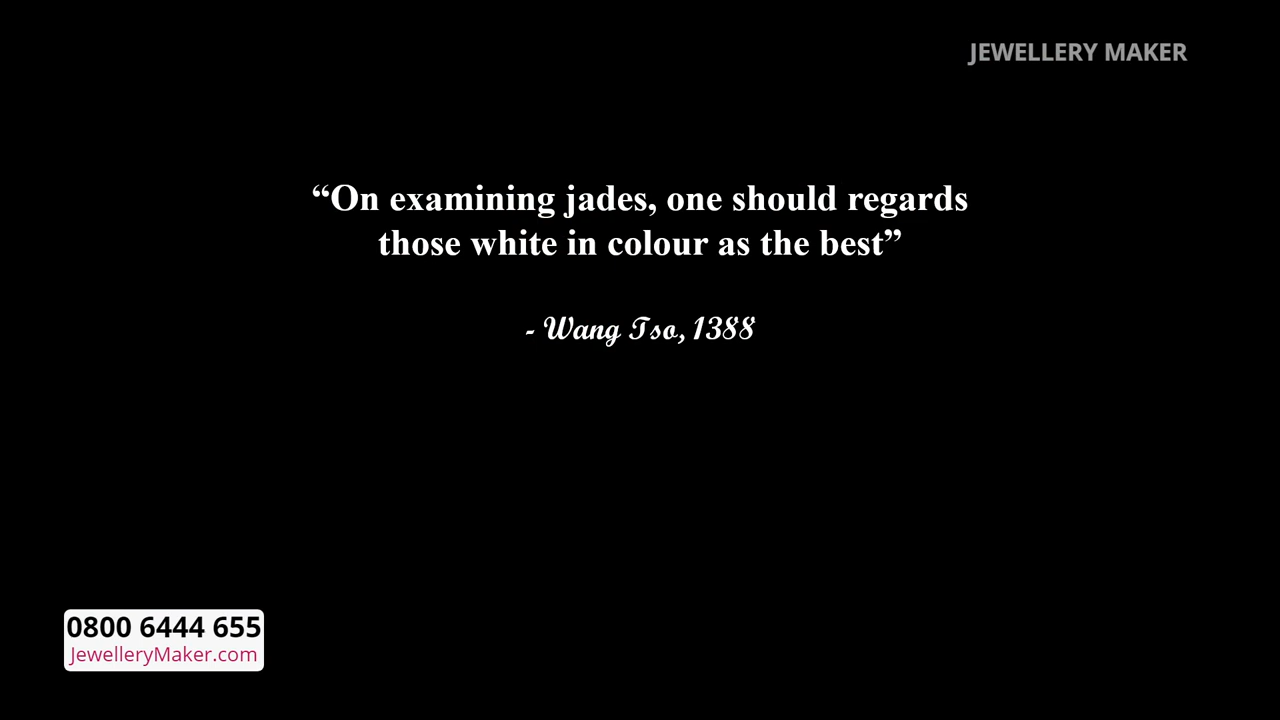 JEWELLERY MAKER
“On examining jades, one should regards
those white in colour as the best”
- Wang Tso, 1388
0800 6444 655
JewelleryMaker.com